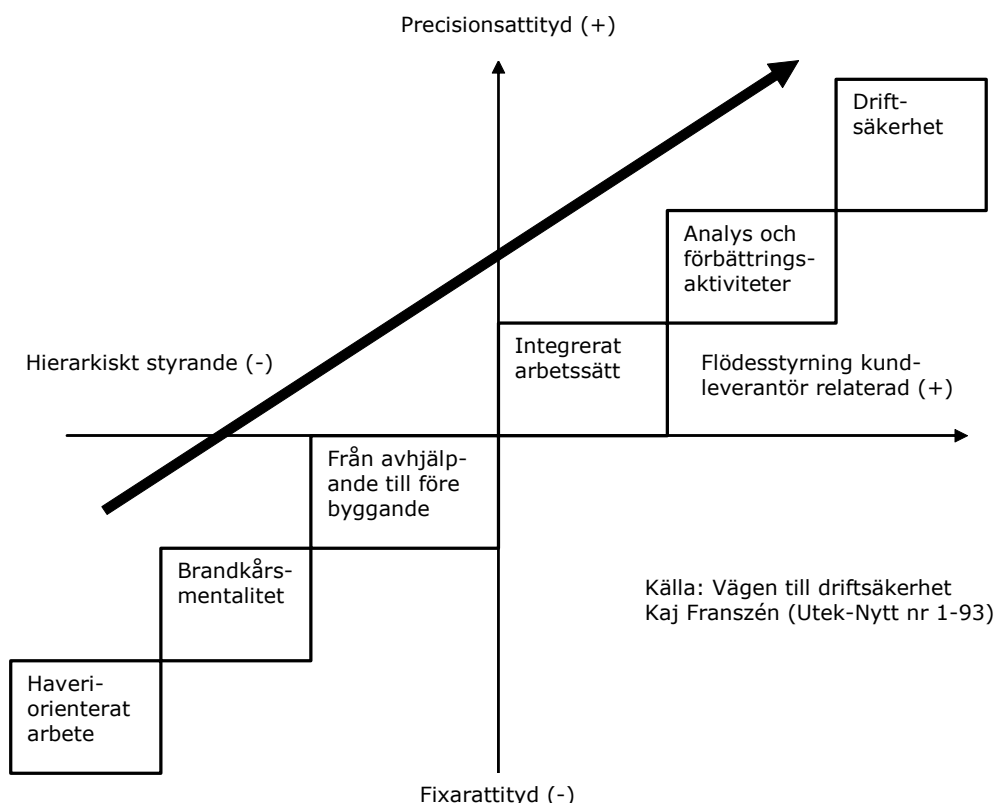 Precisionsattityd (+)
Drift-
säkerhet
Analys och
förbättrings-
aktiviteter
Hierarkiskt styrande (-)
Integrerat
arbetssätt
Flödesstyrning kund-
leverantör relaterad (+)
Från avhjälp-
ande till före
byggande
Brandkårs-
mentalitet
Källa: Vägen till driftsäkerhet
Kaj Franszén (Utek-Nytt nr 1-93)
Haveri-
orienterat
arbete
Fixarattityd (-)